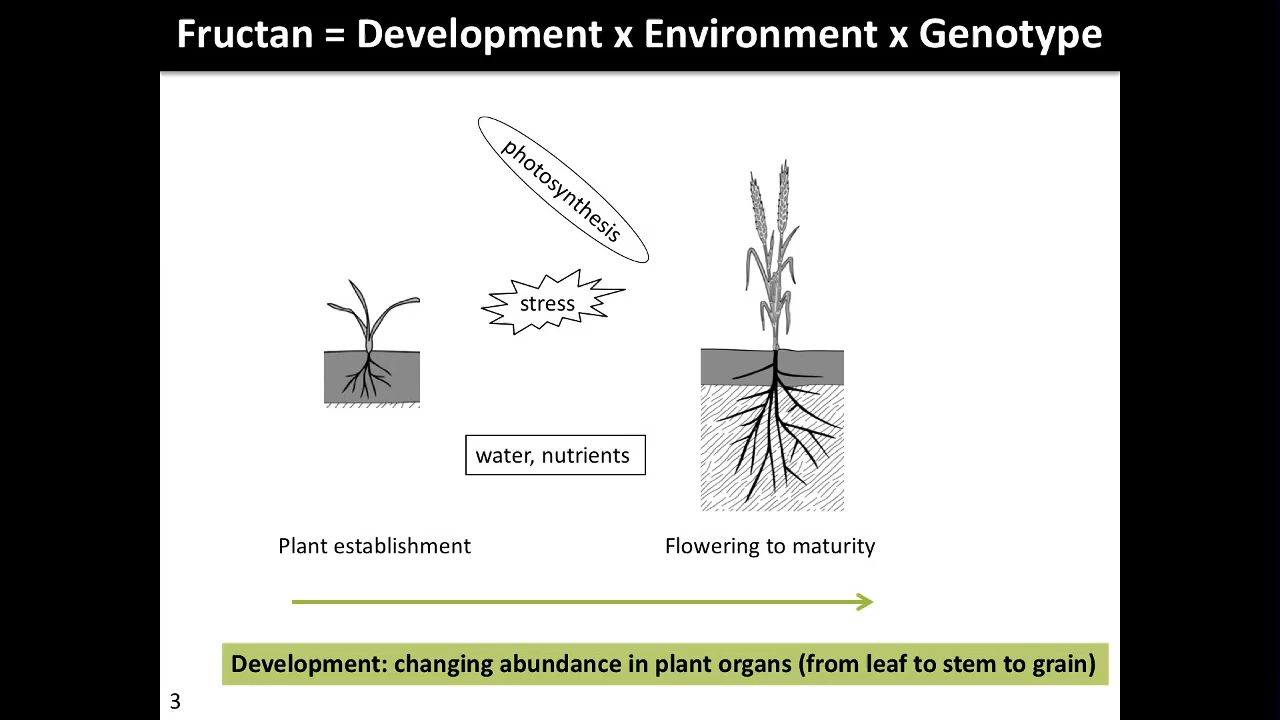 Fructan = Development x Environment x Genotype
photosynthesis
stress
water, nutrients
Plant establishment
Flowering to maturity
Development: changing abundance in plant organs (from leaf to stem to grain)
3